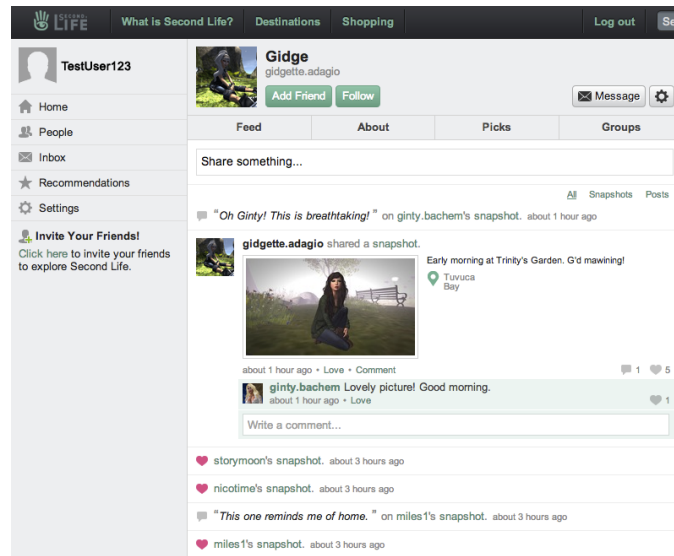 SECOND LIFE What is Second Life? Destinations Shopping Log out
TestUser123
Home
People
Inbox
Recommendations
Settings
Invite Your Friends!
Click here to invite your friends
to explore Second Life.
Gidge
gidgette.adagio
Add Friend Follow Message
Feed About Picks Groups
Share something...
All Snapshots Posts
"Oh Ginty! This is breathtaking! " on ginty.bachem's snapshot. about 1 hour ago
gidgette.adagio shared a snapshot.
Early morning at Trinity's Garden. G'd mawining!
Tuvuca
Bay
about 1 hour ago • Love • Comment 1 5
ginty.bachem Lovely picture! Good morning.
about 1 hour ago • Love 1
Write a comment...
storymoon's snapshot. about 3 hours ago
nicotime's snapshot. about 3 hours ago
"This one reminds me of home. " on miles1's snapshot. about 3 hours ago
miles1's snapshot. about 3 hours ago